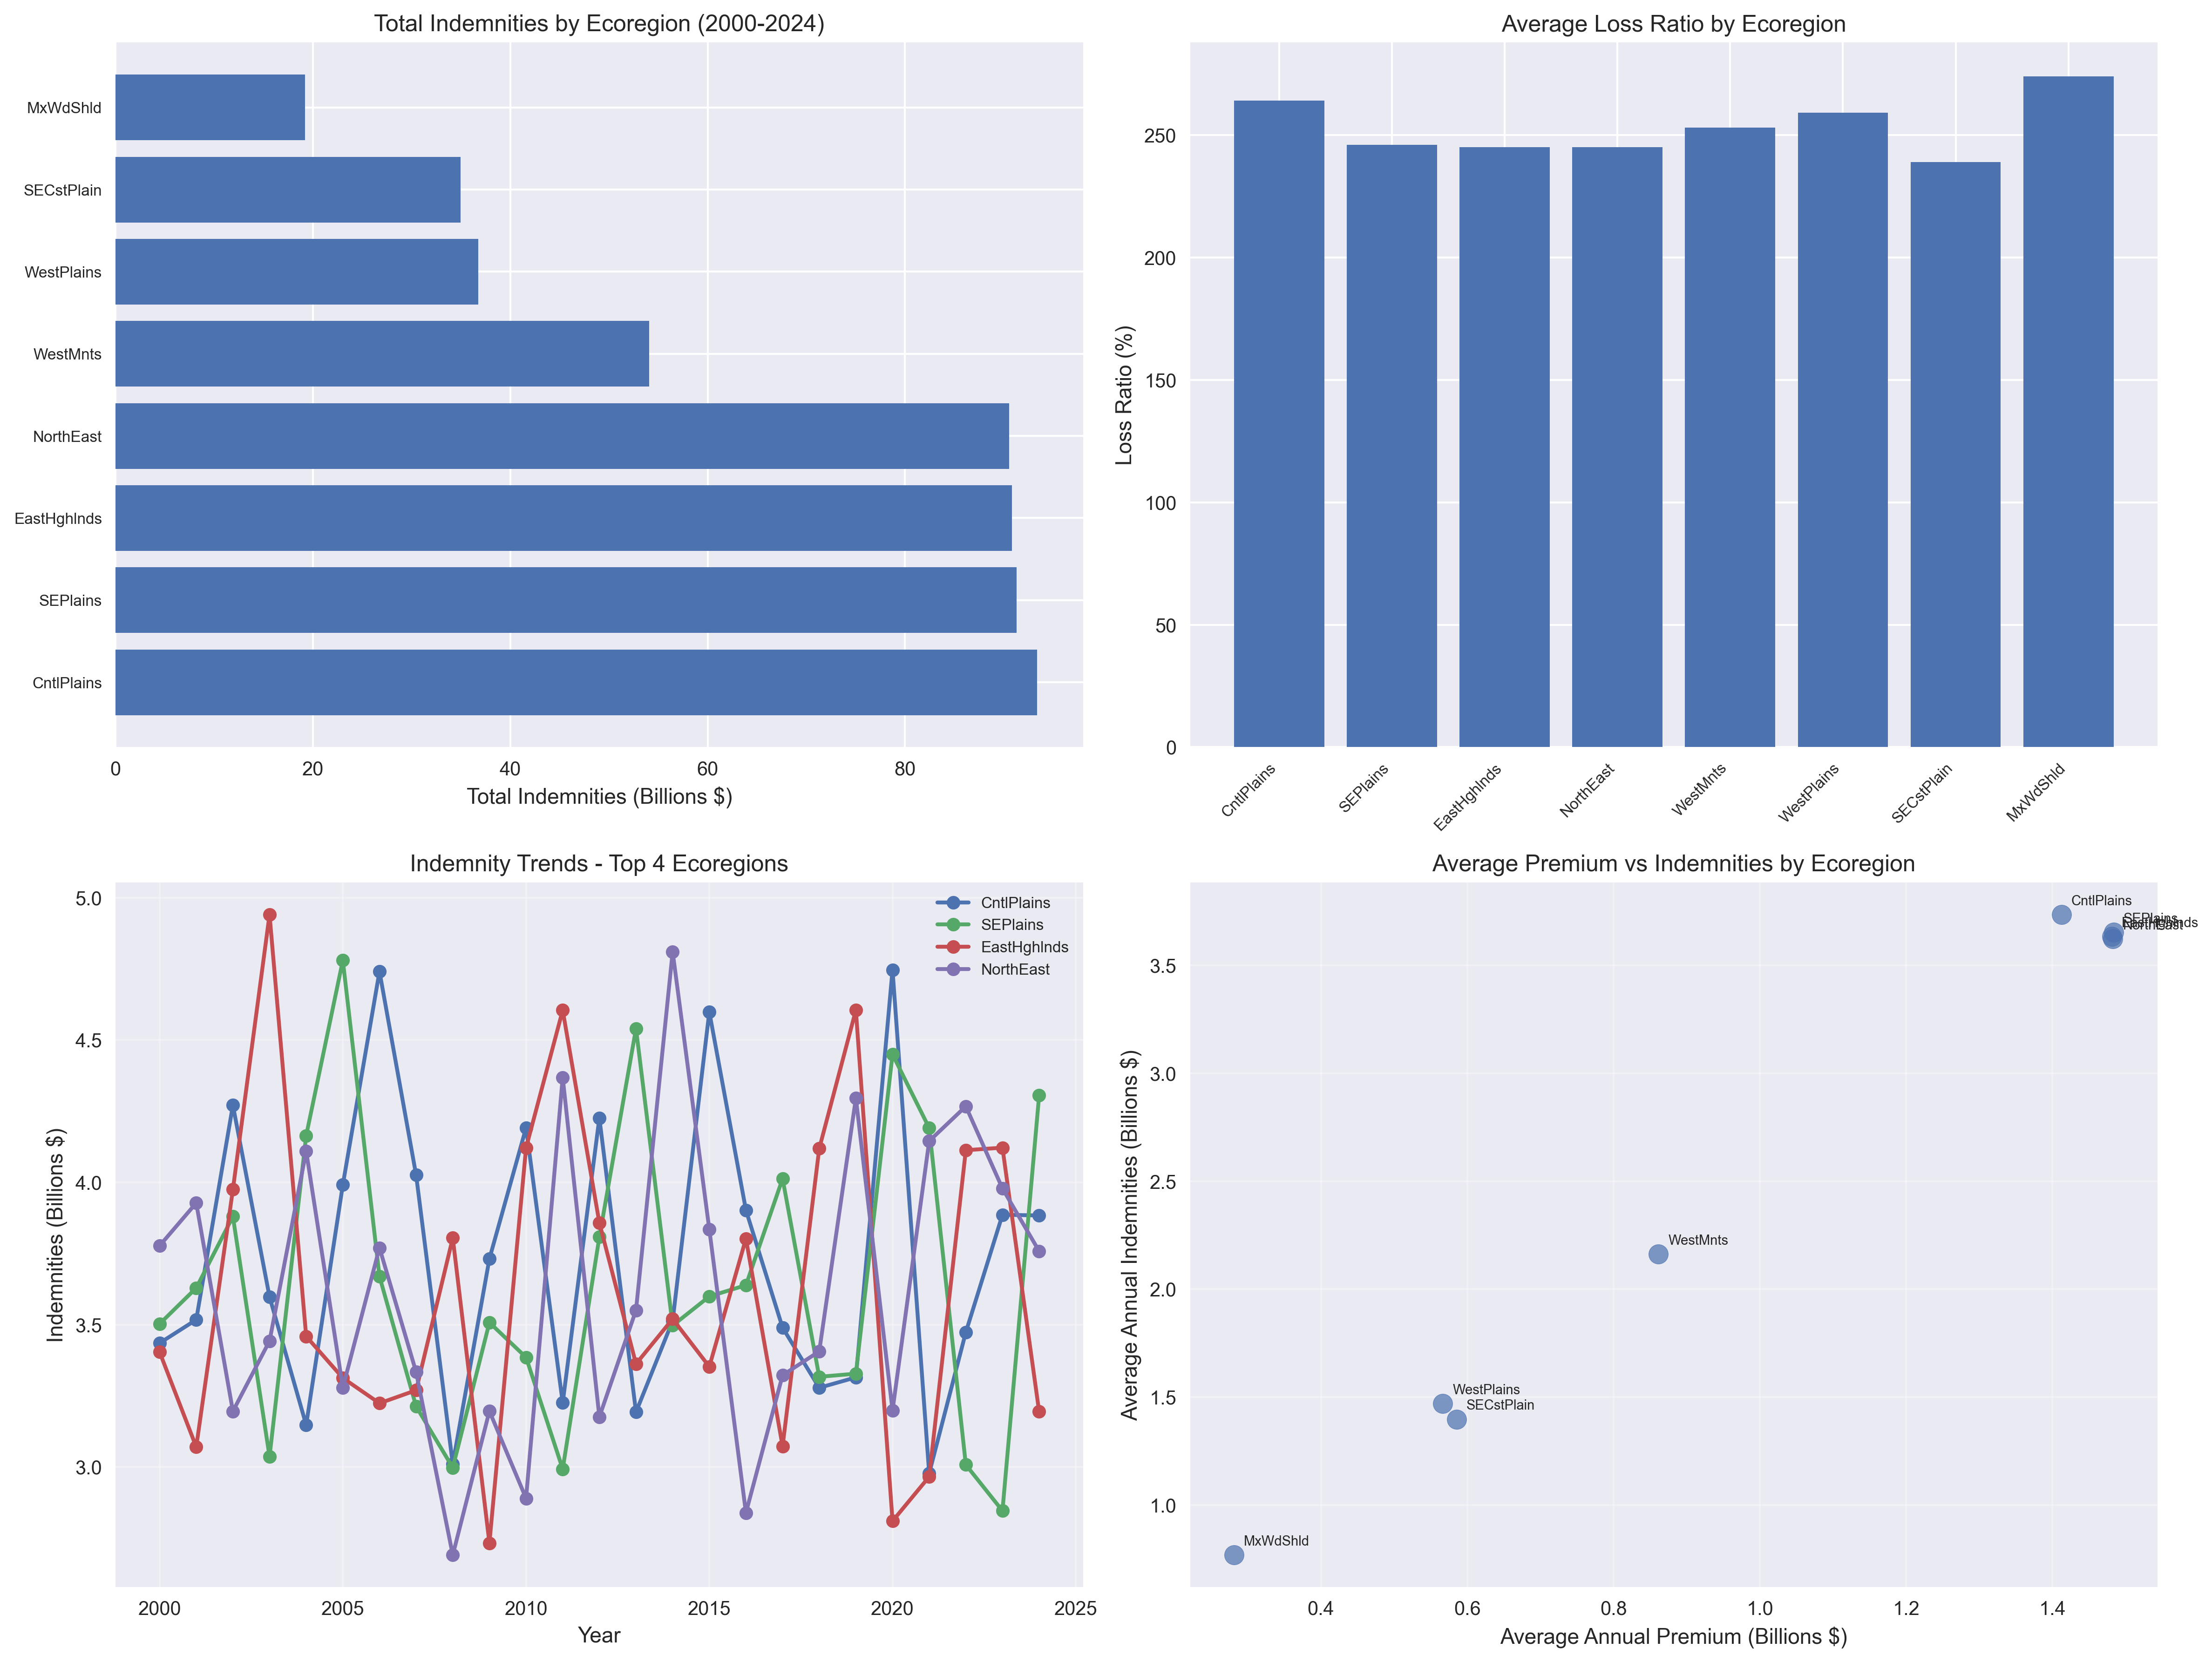 Total Indemnities by Ecoregion (2000-2024)
MxWdShld
SECstPlain
WestPlains
WestMnts
NorthEast
EastHghlnds
SEPlains
CntlPlains
0 20 40 60 80
Total Indemnities (Billions $)
Average Loss Ratio by Ecoregion
Loss Ratio (%)
250
200
150
100
50
0
CntlPlains SEPlains EastHghlnds NorthEast WestMnts WestPlains SECstPlain MxWdShld
Indemnity Trends - Top 4 Ecoregions
Indemnities (Billions $)
5.0
4.5
4.0
3.5
3.0
CntlPlains
SEPlains
EastHghlnds
NorthEast
2000 2005 2010 2015 2020 2025
Year
Average Premium vs Indemnities by Ecoregion
Average Annual Indemnities (Billions $)
3.5
3.0
2.5
2.0
1.5
1.0
CntlPlains
SEPlains
EastHghlnds
NorthEast
WestMnts
WestPlains
SECstPlain
MxWdShld
0.4 0.6 0.8 1.0 1.2 1.4
Average Annual Premium (Billions $)